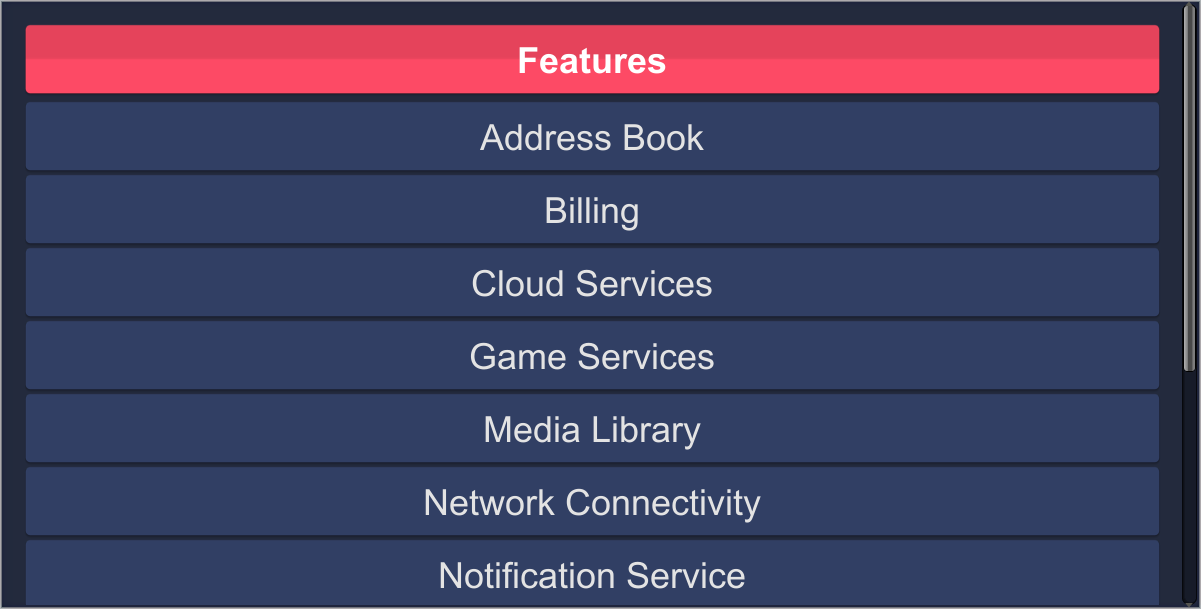 Features
Address Book
Billing
Cloud Services
Game Services
Media Library
Network Connectivity
Notification Service